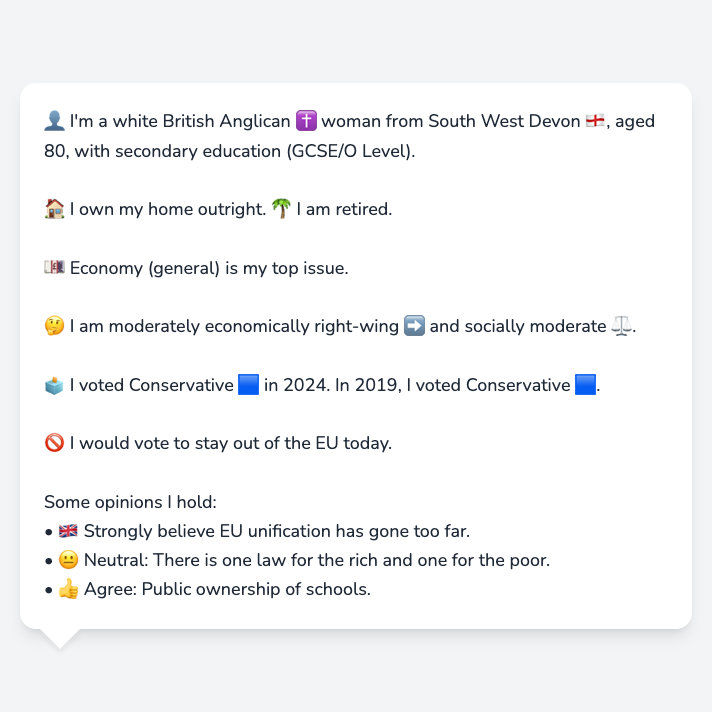 👤 I'm a white British Anglican ✝️ woman from South West Devon 🏴󠁧󠁢󠁥󠁮󠁧󠁿, aged
80, with secondary education (GCSE/O Level).
🏠 I own my home outright. 🌴 I am retired.
💷 Economy (general) is my top issue.
🤔 I am moderately economically right-wing ➡️ and socially moderate ⚖️.
🗳️ I voted Conservative 🟦 in 2024. In 2019, I voted Conservative 🟦.
🚫 I would vote to stay out of the EU today.
Some opinions I hold:
• 🇬🇧 Strongly believe EU unification has gone too far.
• 😐 Neutral: There is one law for the rich and one for the poor.
• 👍 Agree: Public ownership of schools.